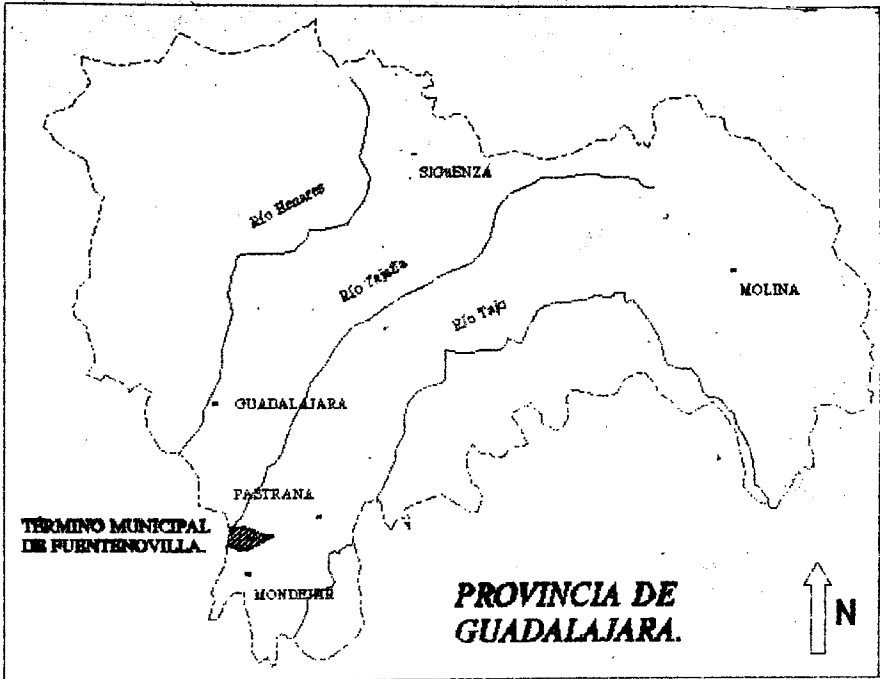 SIGüENZA
Río Henares
Río Tajuña
Río Tajo
MOLINA
GUADALAJARA
PASTRANA
TÉRMINO MUNICIPAL
DE FUENTENOVILLA.
MONDEJAR
PROVINCIA DE
GUADALAJARA.
N